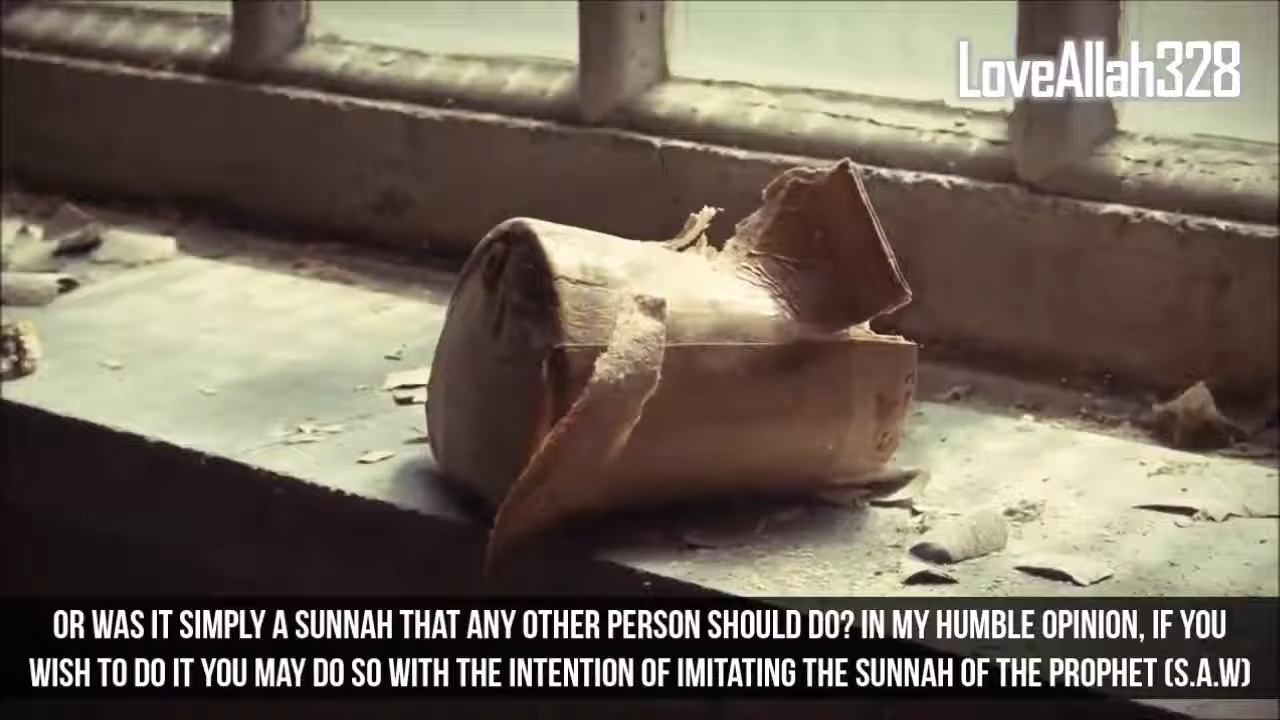 LoveAllah328
OR WAS IT SIMPLY A SUNNAH THAT ANY OTHER PERSON SHOULD DO? IN MY HUMBLE OPINION, IF YOU
WISH TO DO IT YOU MAY DO SO WITH THE INTENTION OF IMITATING THE SUNNAH OF THE PROPHET (S.A.W)